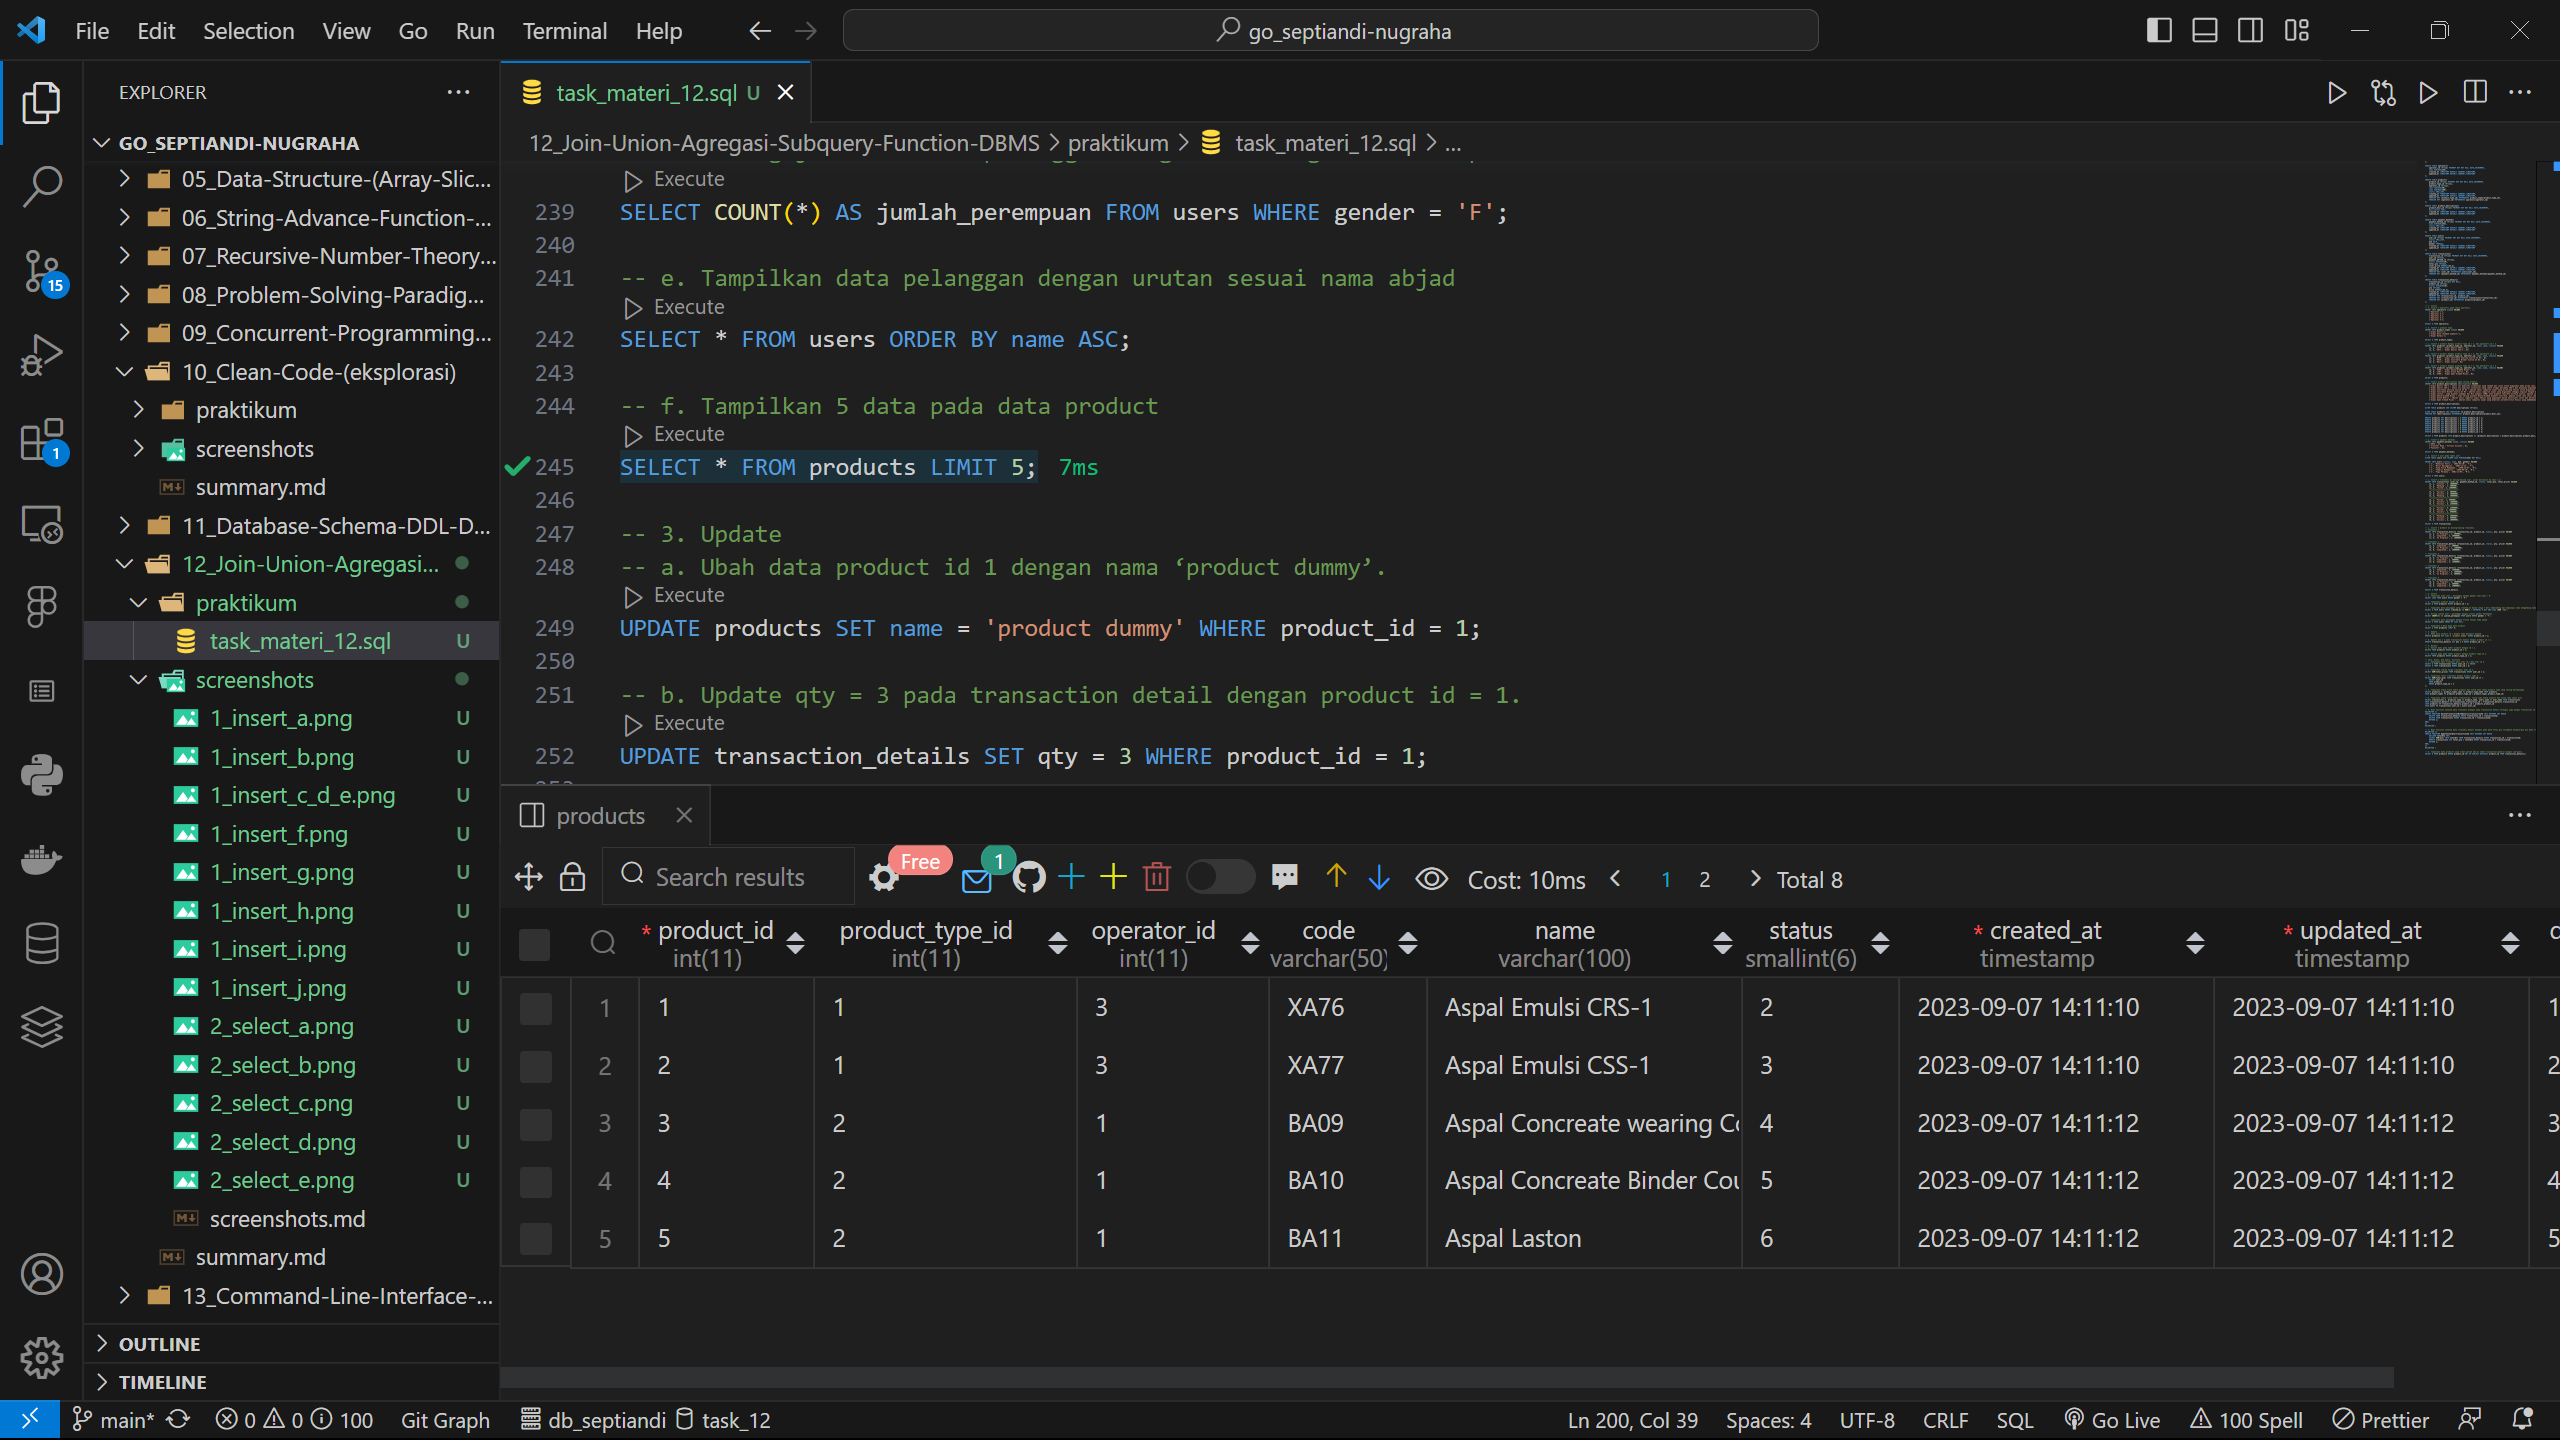 File Edit Selection View Go Run Terminal Help
go_septiandi-nugraha
EXPLORER
GO_SEPTIANDI-NUGRAHA
05_Data-Structure-(Array-Slic...
06_String-Advance-Function-...
07_Recursive-Number-Theory...
08_Problem-Solving-Paradig...
09_Concurrent-Programming...
10_Clean-Code-(eksplorasi)
praktikum
screenshots
summary.md
11_Database-Schema-DDL-D...
12_Join-Union-Agregasi...
praktikum
task_materi_12.sql U
screenshots
1_insert_a.png U
1_insert_b.png U
1_insert_c_d_e.png U
1_insert_f.png U
1_insert_g.png U
1_insert_h.png U
1_insert_i.png U
1_insert_j.png U
2_select_a.png U
2_select_b.png U
2_select_c.png U
2_select_d.png U
2_select_e.png U
screenshots.md
summary.md
13_Command-Line-Interface-...
OUTLINE
TIMELINE
15
1
task_materi_12.sql U
12_Join-Union-Agregasi-Subquery-Function-DBMS > praktikum > task_materi_12.sql > ...
Execute
239 SELECT COUNT(*) AS jumlah_perempuan FROM users WHERE gender = 'F';
240
241 -- e. Tampilkan data pelanggan dengan urutan sesuai nama abjad
Execute
242 SELECT * FROM users ORDER BY name ASC;
243
244 -- f. Tampilkan 5 data pada data product
Execute
245 SELECT * FROM products LIMIT 5; 7ms
246
247 -- 3. Update
248 -- a. Ubah data product id 1 dengan nama ‘product dummy’.
Execute
249 UPDATE products SET name = 'product dummy' WHERE product_id = 1;
250
251 -- b. Update qty = 3 pada transaction detail dengan product id = 1.
Execute
252 UPDATE transaction_details SET qty = 3 WHERE product_id = 1;
products
Search results Free 1 Cost: 10ms 1 2 Total 8
* product_id product_type_id operator_id code name status * created_at * updated_at
int(11) int(11) int(11) varchar(50) varchar(100) smallint(6) timestamp timestamp
1 1 1 3 XA76 Aspal Emulsi CRS-1 2 2023-09-07 14:11:10 2023-09-07 14:11:10 1
2 2 1 3 XA77 Aspal Emulsi CSS-1 3 2023-09-07 14:11:10 2023-09-07 14:11:10 2
3 3 2 1 BA09 Aspal Concreate wearing 4 2023-09-07 14:11:12 2023-09-07 14:11:12 3
4 4 2 1 BA10 Aspal Concreate Binder 5 2023-09-07 14:11:12 2023-09-07 14:11:12 4
5 5 2 1 BA11 Aspal Laston 6 2023-09-07 14:11:12 2023-09-07 14:11:12 5
main* 0 0 100 Git Graph db_septiandi task_12 Ln 200, Col 39 Spaces: 4 UTF-8 CRLF SQL Go Live 100 Spell Prettier